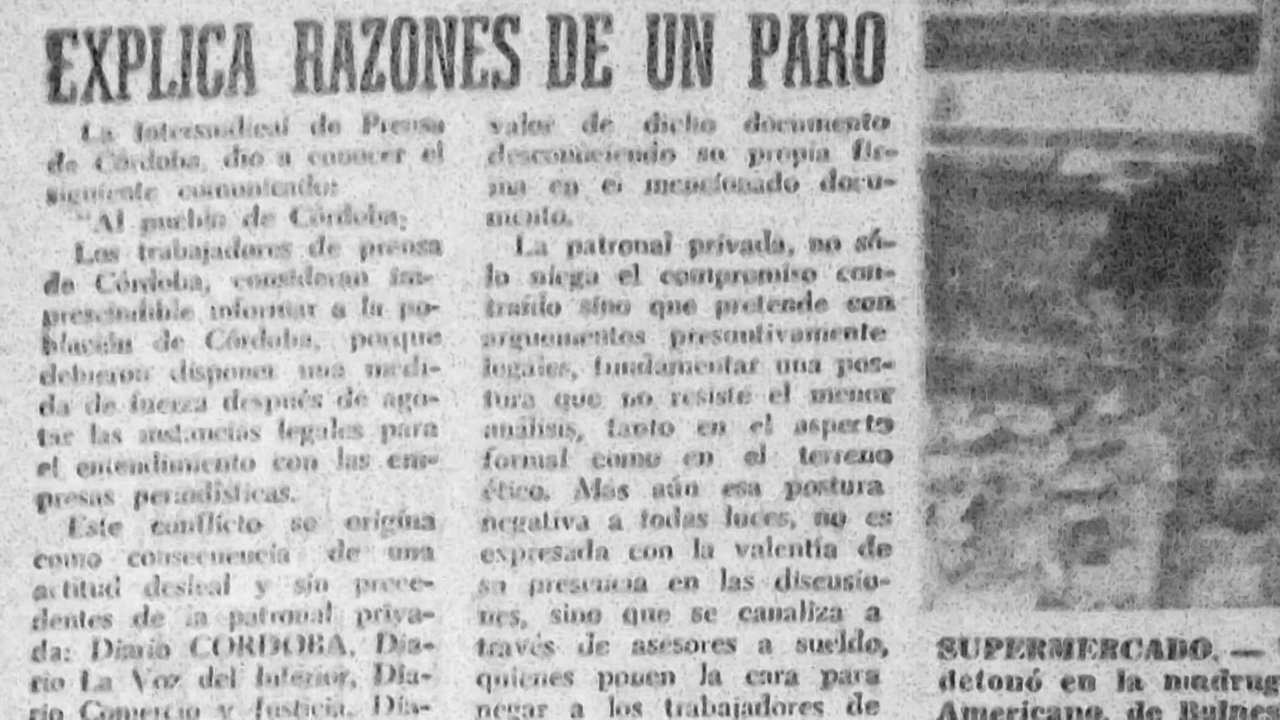 EXPLICA RAZONES DE UN PARO
La Intersindical de Prensa
de Córdoba, dio a conocer el
siguiente comunicado:
"Al pueblo de Córdoba:
Los trabajadores de prensa
de Córdoba, consideran im-
prescindible informar a la po-
blación de Córdoba, porque
debieron disponer una medi-
da de fuerza después de ago-
tar las instancias legales para
el entendimiento con las em-
presas periodísticas.
Este conflicto se origina
como consecuencia de una
actitud desleal y sin prece-
dentes de la patronal priva-
da: Diario CORDOBA, Dia-
rio La Voz del Interior, Dia-
rio Comercio y Justicia, Dia-
valor de dicho documento
desconociendo su propia fir-
ma en el mencionado docu-
mento.
La patronal privada, no só-
lo niega el compromiso con-
traído sino que pretende con
argumentos presuntivamente
legales, fundamentar una pos-
tura que no resiste el menor
análisis, tanto en el aspecto
formal como en el terreno
ético. Mas aún esa postura
negativa a todas luces, no es
expresada con la valentía de
su presencia en las discusio-
nes, sino que se canaliza a
través de asesores a sueldo,
quienes ponen la cara para
negar a los trabajadores de
SUPERMERCADO. —
detonó en la madrug
Americano, de Bulnes